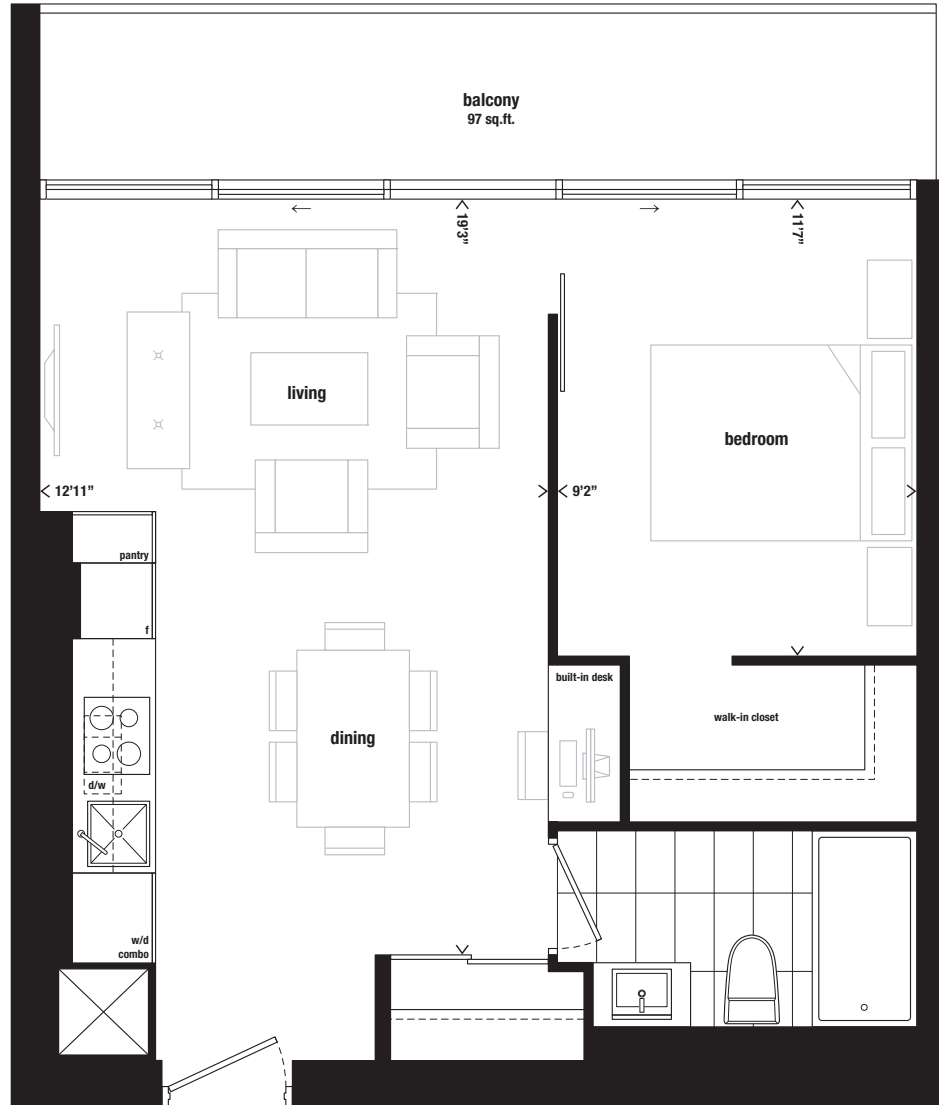 balcony
97 sq.ft.
19'3"
11'7"
living
bedroom
12'11"
9'2"
pantry
f
built-in desk
walk-in closet
dining
d/w
w/d
combo